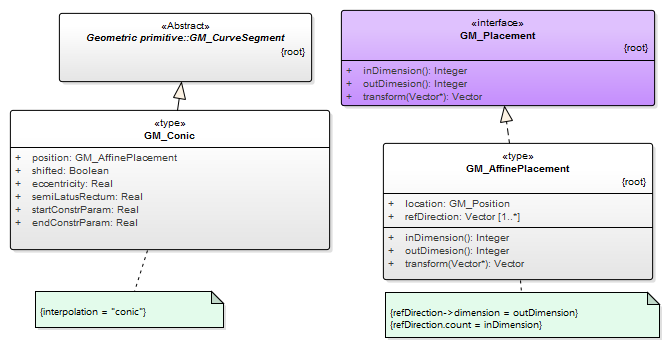 «Abstract»
Geometric primitive::GM_CurveSegment
{root}
«type»
GM_Conic
+ position: GM_AffinePlacement
+ shifted: Boolean
+ eccentricity: Real
+ semiLatusRectum: Real
+ startConstrParam: Real
+ endConstrParam: Real
{interpolation = "conic"}
«interface»
GM_Placement
{root}
+ inDimension(): Integer
+ outDimesion(): Integer
+ transform(Vector*): Vector
«type»
GM_AffinePlacement
{root}
+ location: GM_Position
+ refDirection: Vector [1..*]
+ inDimension(): Integer
+ outDimesion(): Integer
+ transform(Vector*): Vector
{refDirection->dimension = outDimension}
{refDirection.count = inDimension}